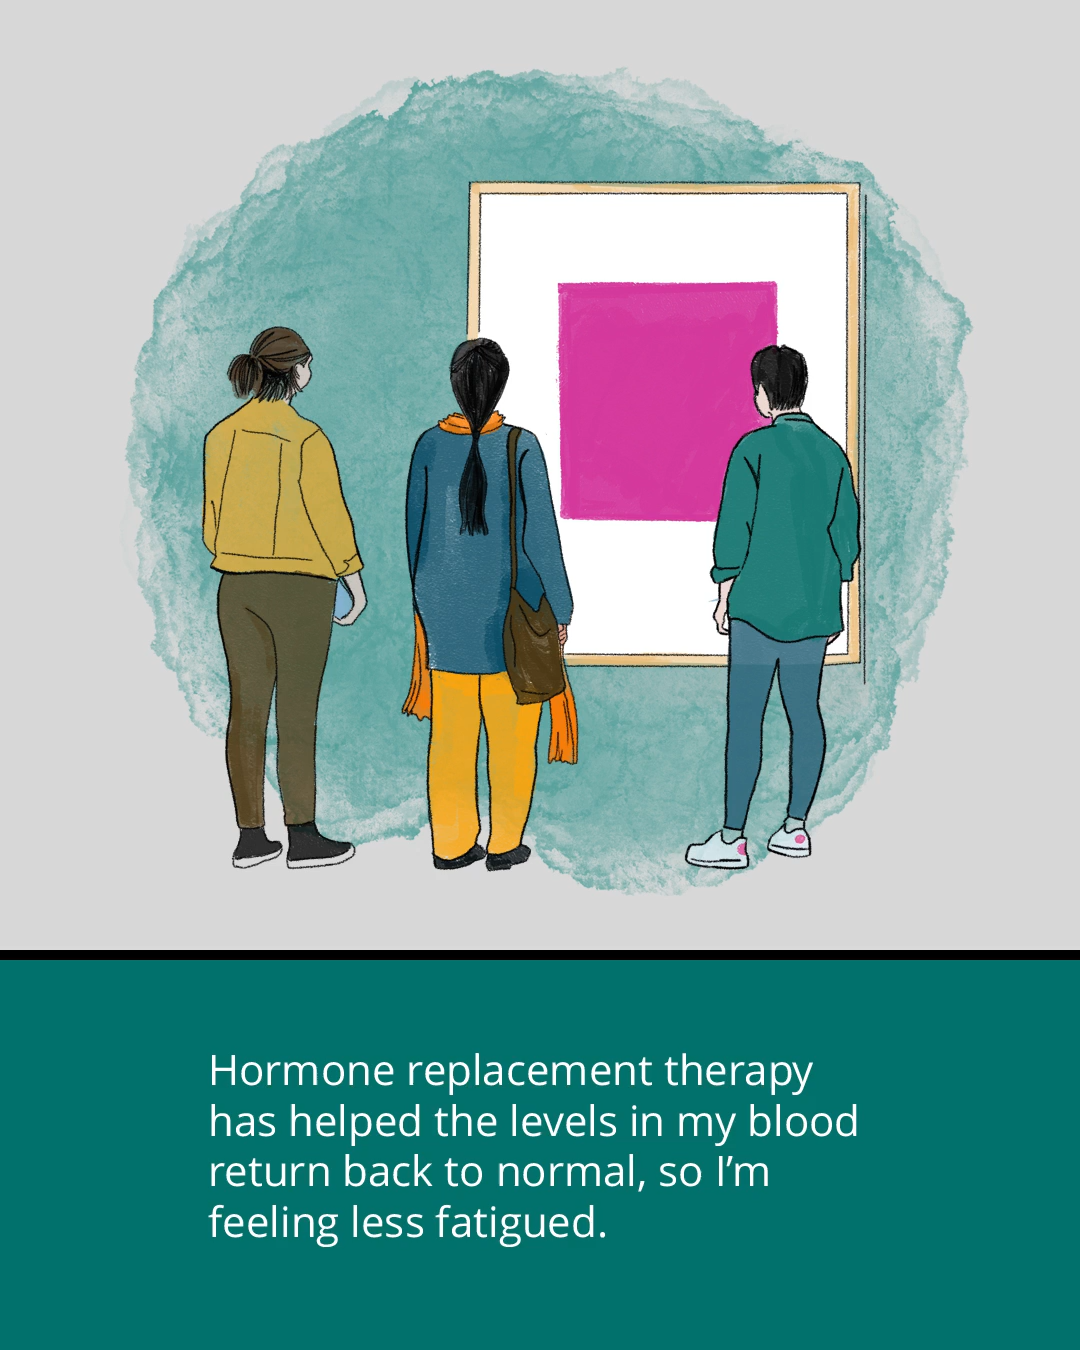 Hormone replacement therapy
has helped the levels in my blood
return back to normal, so I’m
feeling less fatigued.